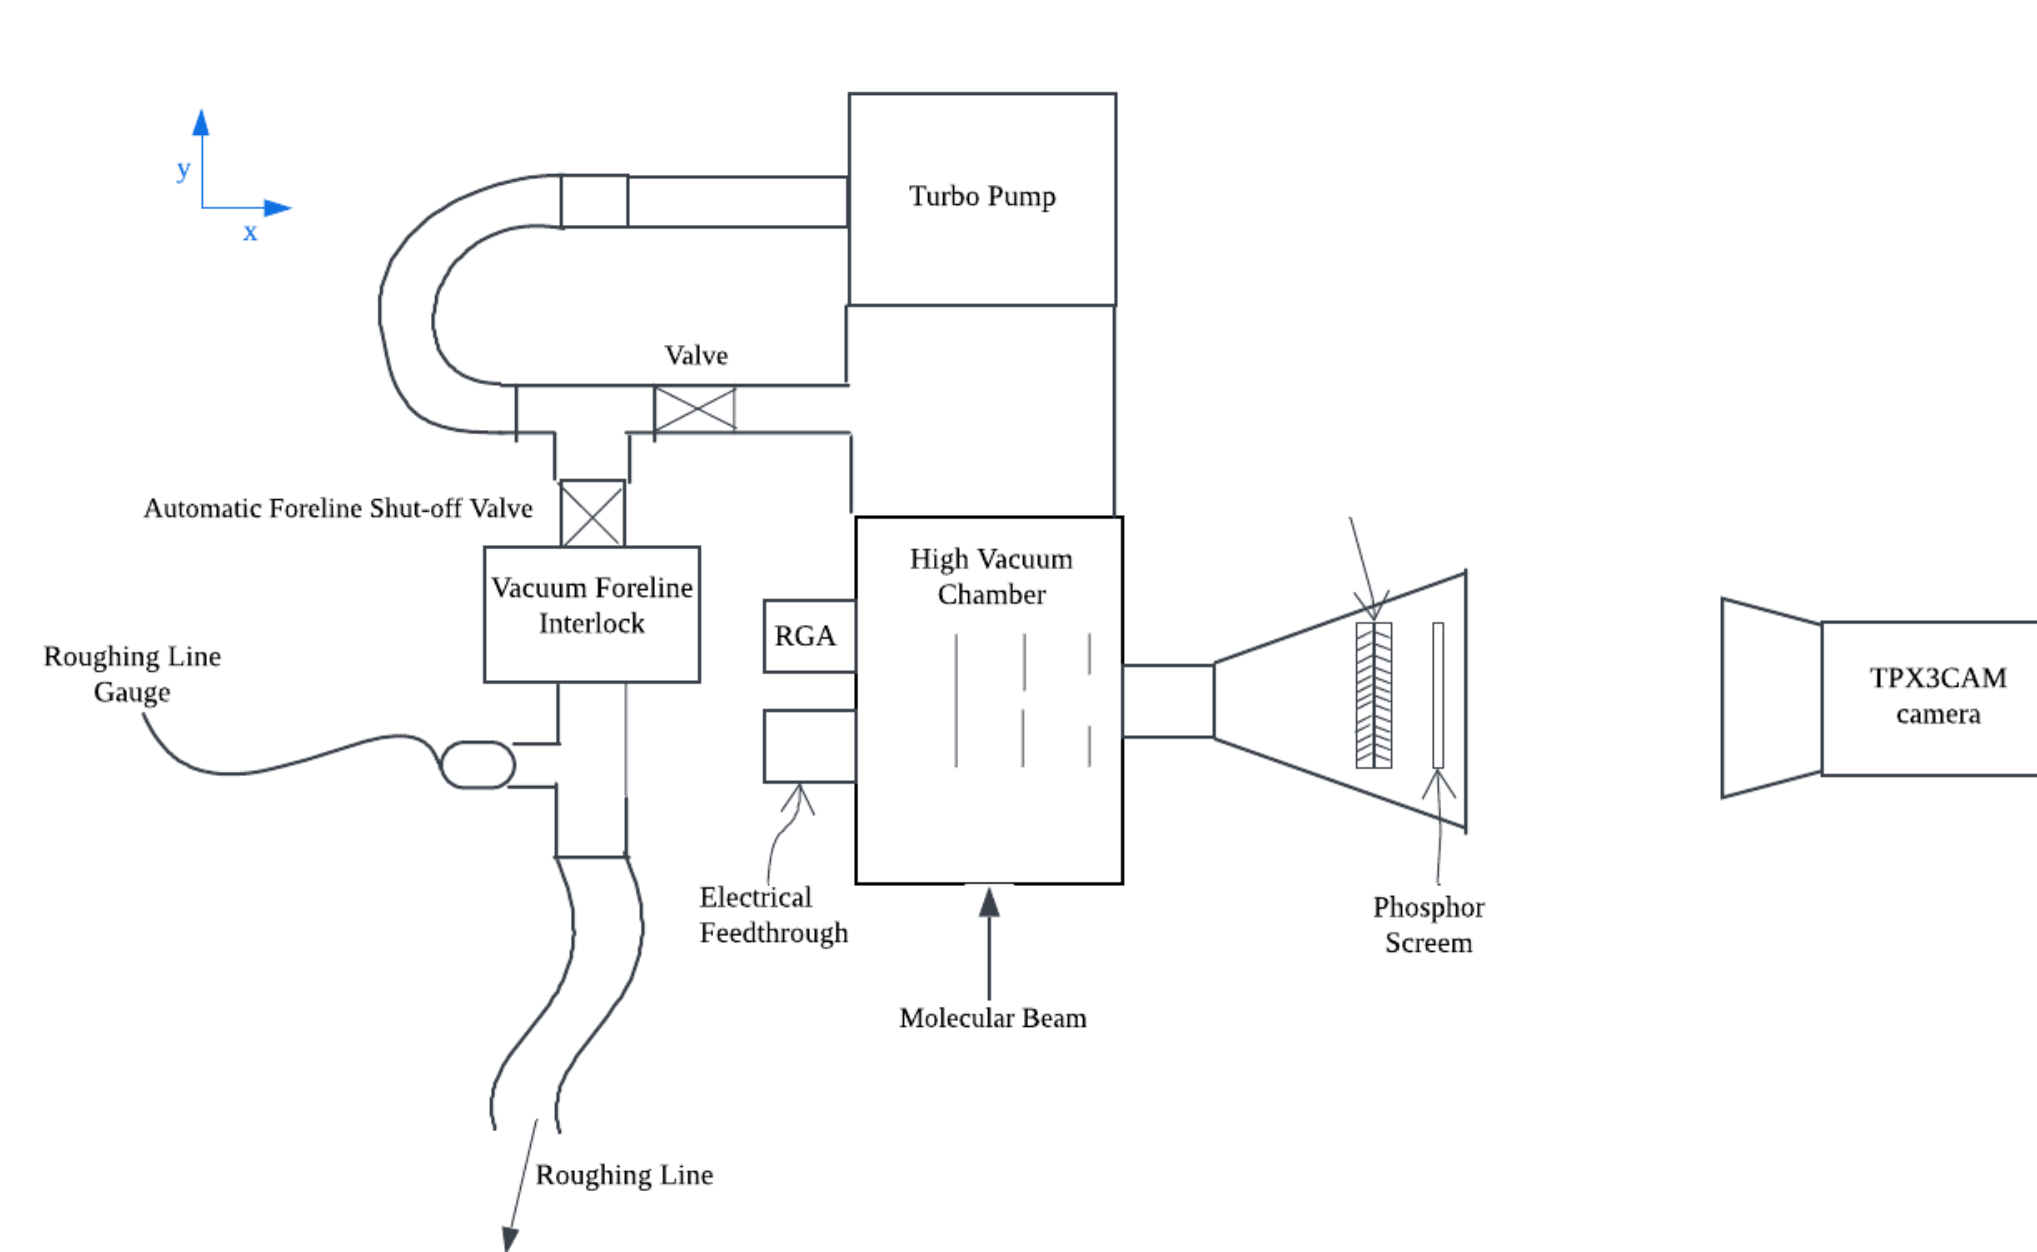 Turbo Pump
y
x
Valve
Automatic Foreline Shut-off Valve
High Vacuum
Chamber
Vacuum Foreline
Interlock
RGA
Roughing Line
Gauge
TPX3CAM
camera
Electrical
Feedthrough
Phosphor
Screem
Molecular Beam
Roughing Line